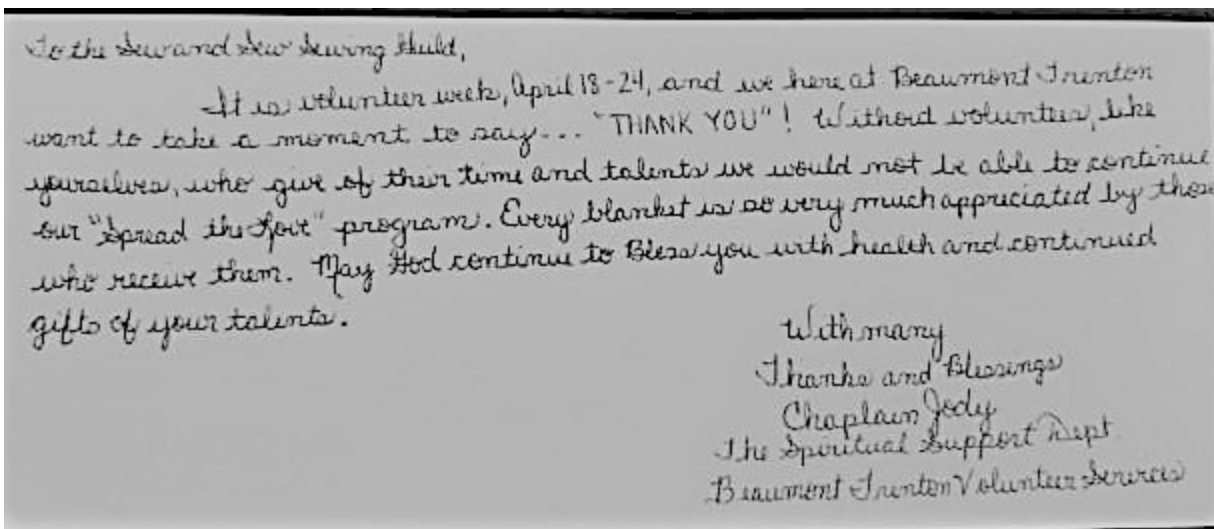 To the Sew and Sew Sewing Guild,
It is volunteer week, April 18-24, and we here at Beaumont Trenton
want to take a moment to say... "THANK YOU"! Without volunteers, like
yourselves, who give of their time and talents we would not be able to continue
our "Spread the Love" program. Every blanket is so very much appreciated by those
who receive them. May God continue to Bless you with health and continued
gifts of your talents.
With many
Thanks and Blessings
Chaplain Jody
The Spiritual Support Dept
Beaumont Trenton Volunteer Services